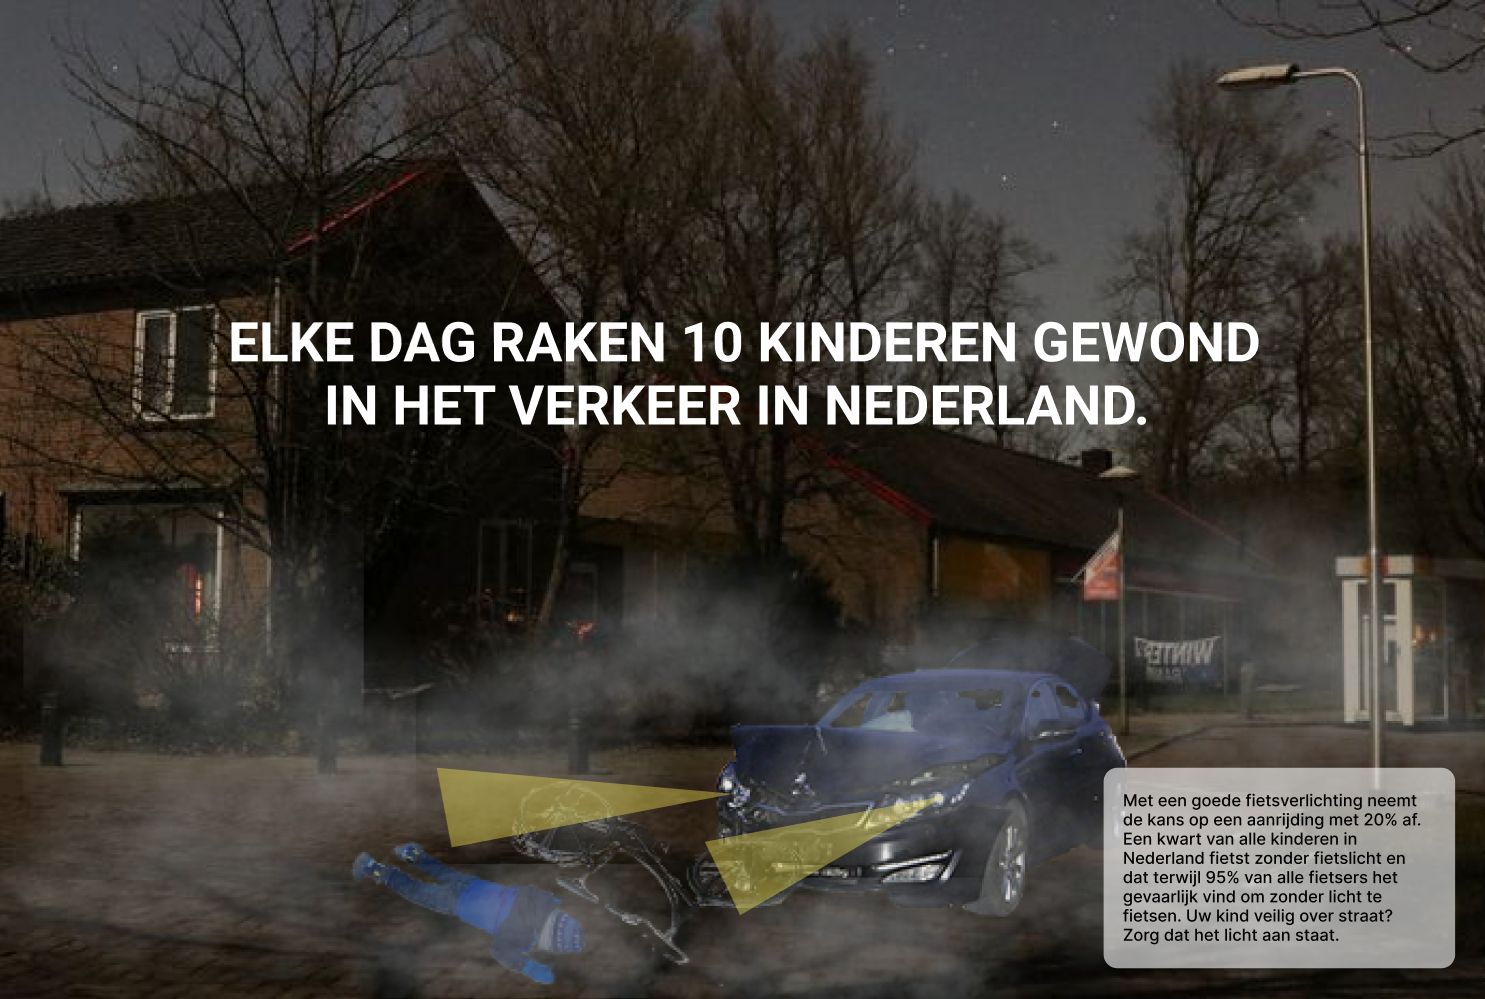 ELKE DAG RAKEN 10 KINDEREN GEWOND
IN HET VERKEER IN NEDERLAND.
Met een goede fietsverlichting neemt
de kans op een aanrijding met 20% af.
Een kwart van alle kinderen in
Nederland fietst zonder fietslicht en
dat terwijl 95% van alle fietsers het
gevaarlijk vind om zonder licht te
fietsen. Uw kind veilig over straat?
Zorg dat het licht aan staat.